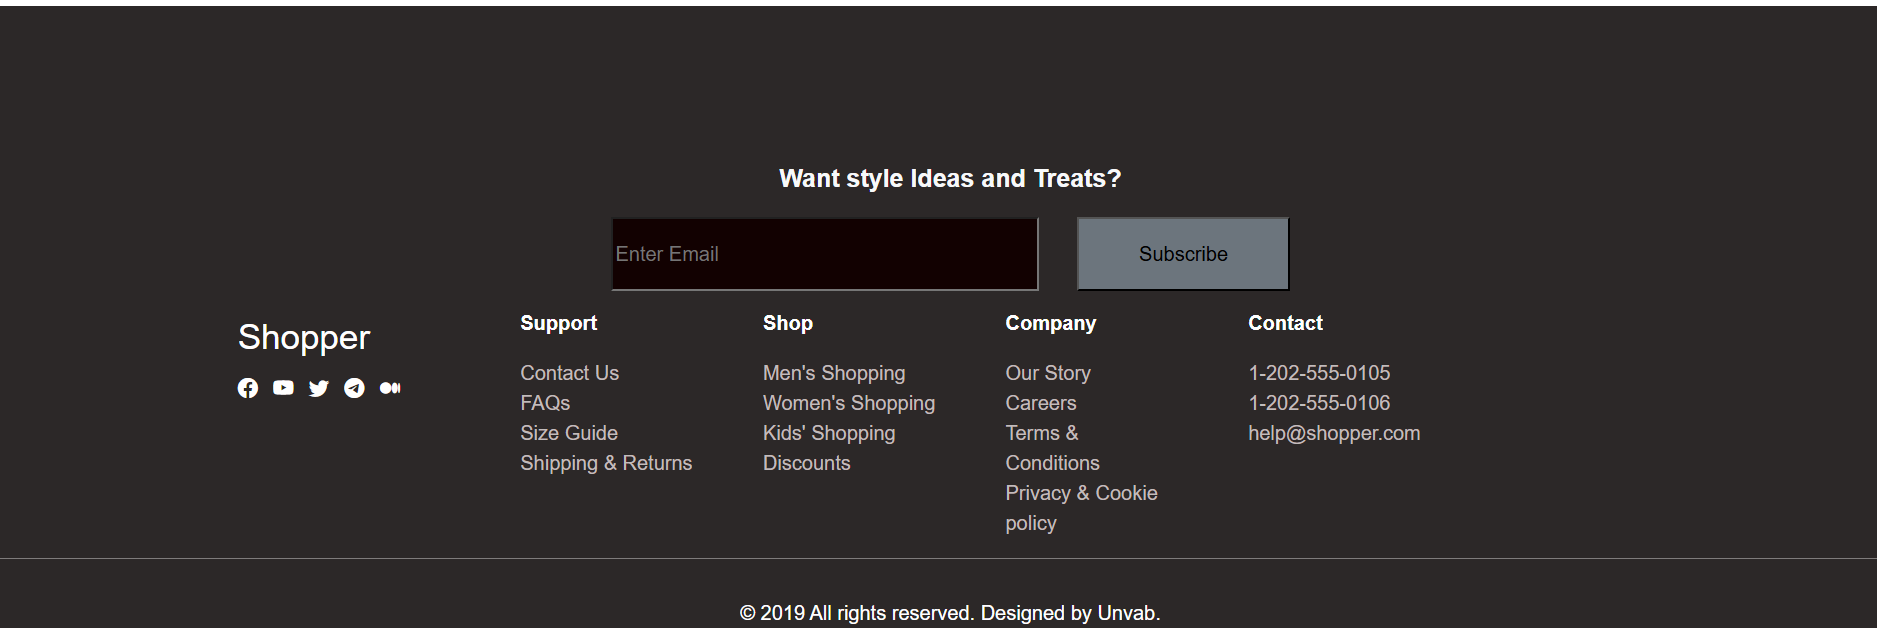 Want style Ideas and Treats?
Enter Email
Subscribe
Shopper
Support
Contact Us
FAQs
Size Guide
Shipping & Returns
Shop
Men's Shopping
Women's Shopping
Kids' Shopping
Discounts
Company
Our Story
Careers
Terms &
Conditions
Privacy & Cookie
policy
Contact
1-202-555-0105
1-202-555-0106
help@shopper.com
© 2019 All rights reserved. Designed by Unvab.